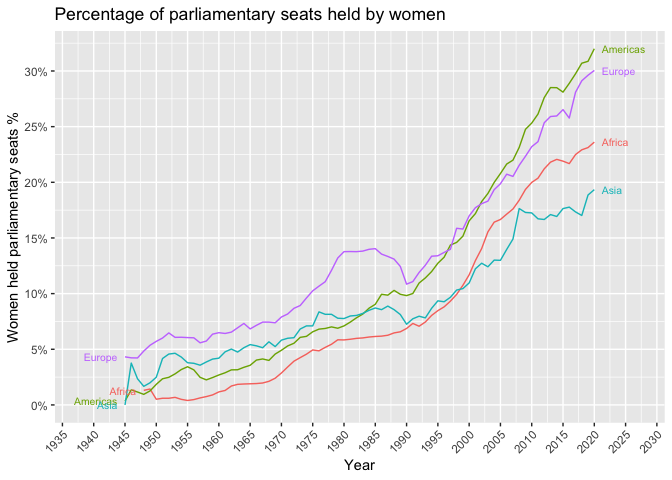 Percentage of parliamentary seats held by women
Women held parliamentary seats %
30%
25%
20%
15%
10%
5%
0%
Americas
Europe
Africa
Asia
Europe
Africa
Americas
Asia
1935 1940 1945 1950 1955 1960 1965 1970 1975 1980 1985 1990 1995 2000 2005 2010 2015 2020 2025 2030
Year